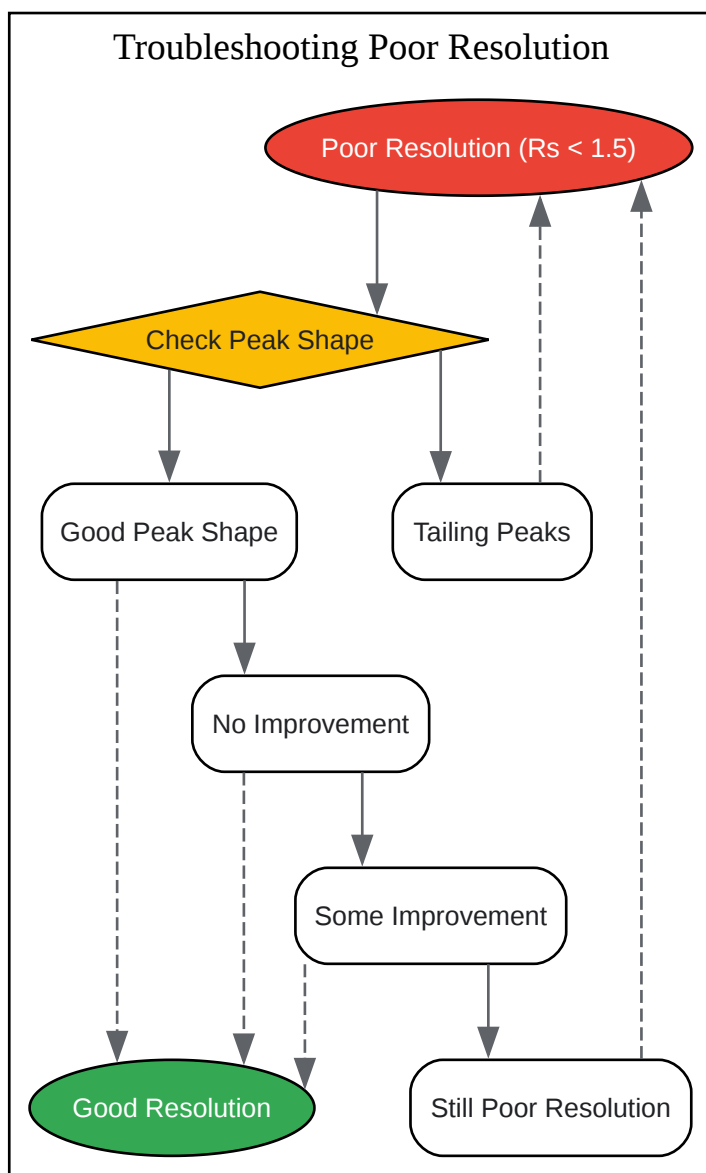 Troubleshooting Poor Resolution
Poor Resolution (Rs < 1.5)
Check Peak Shape
Good Peak Shape
Tailing Peaks
No Improvement
Some Improvement
Good Resolution
Still Poor Resolution